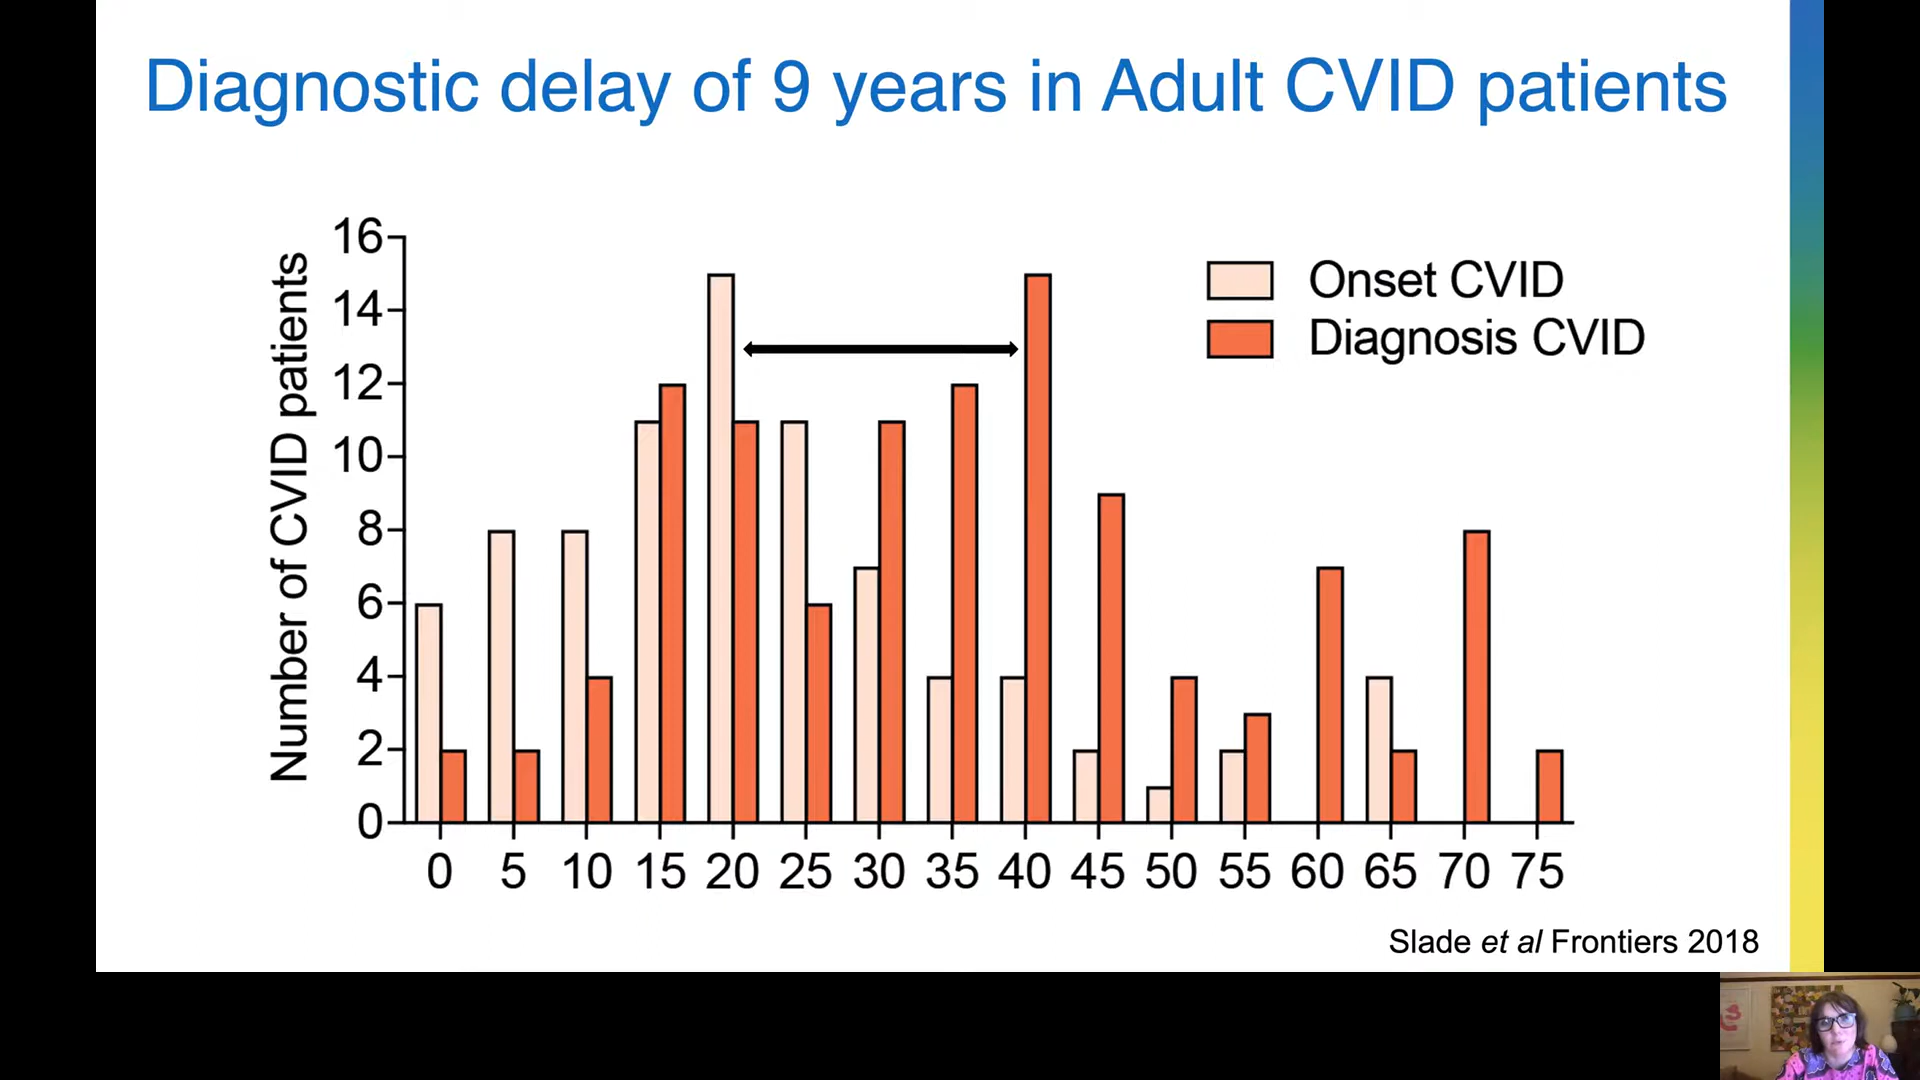 Diagnostic delay of 9 years in Adult CVID patients
Number of CVID patients
16
14
12
10
8
6
4
2
0
0 5 10 15 20 25 30 35 40 45 50 55 60 65 70 75
Onset CVID
Diagnosis CVID
Slade et al Frontiers 2018